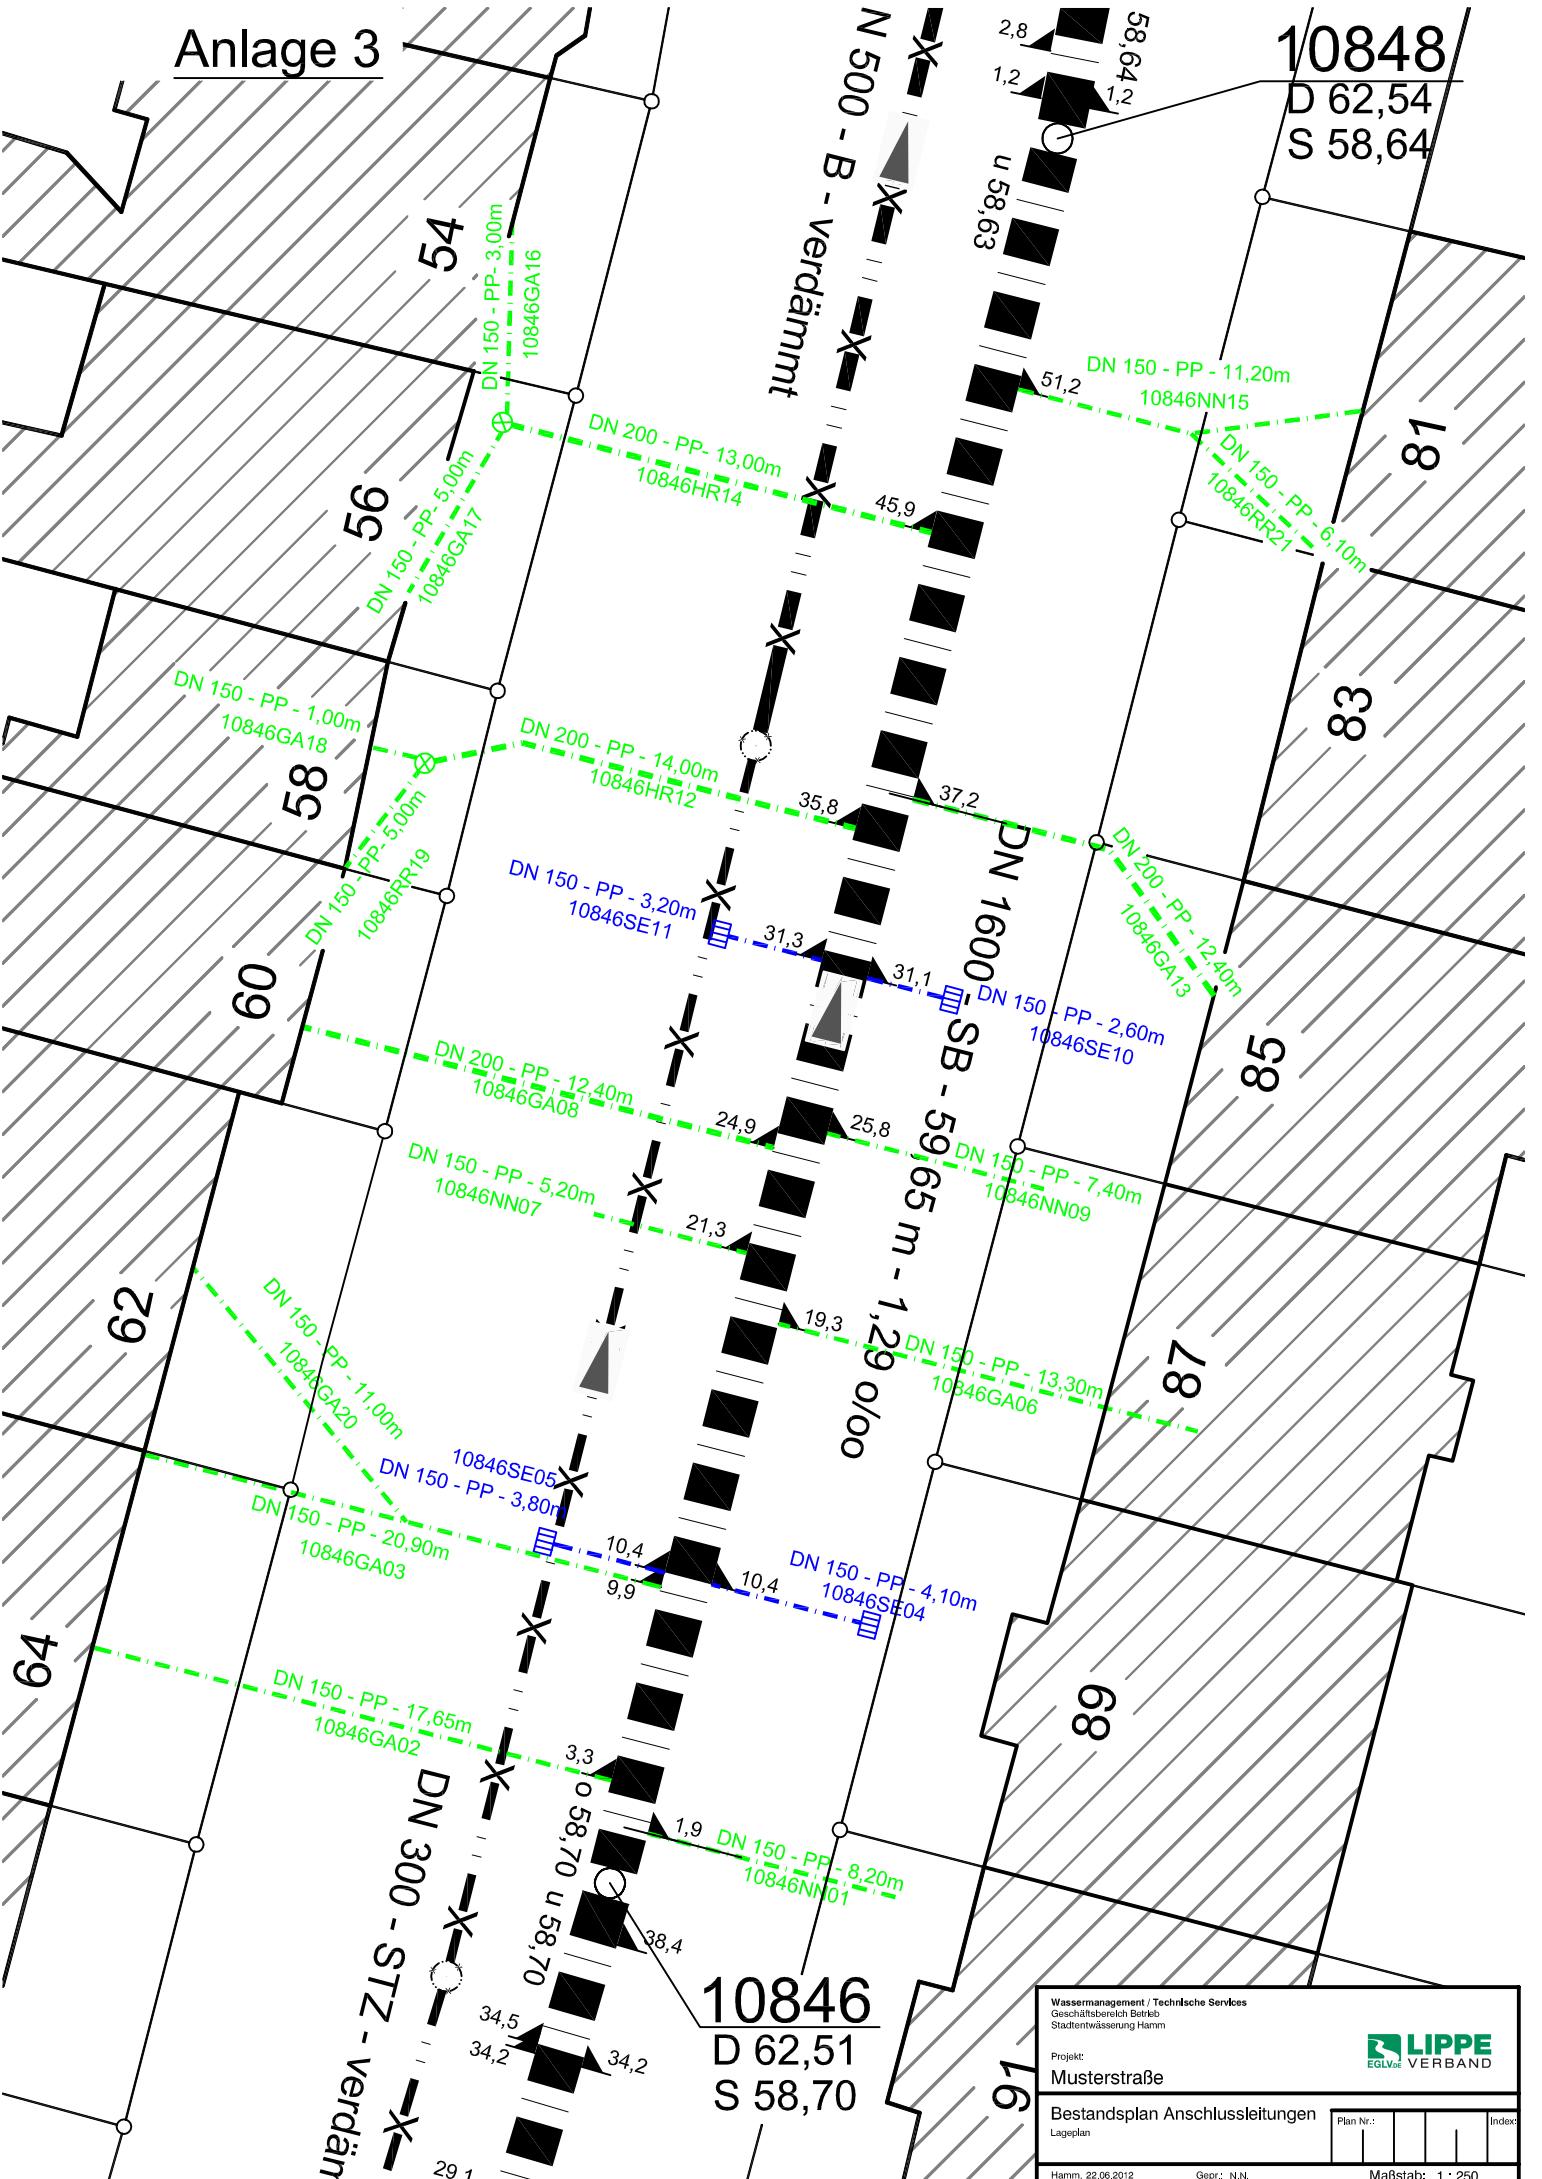 Anlage 3
10848
D 62,54
S 58,64
2,8
1,2
1,2
58,64
u 58,63
N 500 - B - verdämmt
54
DN 150 - PP- 3,00m
10846GA16
DN 150 - PP - 11,20m
10846NN15
51,2
81
DN 150 - PP - 6,10m
10846RR21
DN 200 - PP- 13,00m
10846HR14
45,9
56
DN 150 - PP- 5,00m
10846GA17
83
DN 150 - PP - 1,00m
10846GA18
58
DN 200 - PP - 14,00m
10846HR12
35,8
37,2
DN 150 - PP- 5,00m
10846RR19
DN 200 - PP - 12,40m
10846GA13
DN 150 - PP - 3,20m
10846SE11
31,3
31,1
DN 150 - PP - 2,60m
10846SE10
DN 1600 - SB - 59,65 m - 1,29 o/oo
60
85
DN 200 - PP - 12,40m
10846GA08
24,9
25,8
DN 150 - PP - 7,40m
10846NN09
DN 150 - PP - 5,20m
10846NN07
21,3
62
19,3
DN 150 - PP - 13,30m
10846GA06
87
DN 150 - PP - 11,00m
10846GA20
10846SE05
DN 150 - PP - 3,80m
DN 150 - PP - 20,90m
10846GA03
10,4
9,9
10,4
DN 150 - PP - 4,10m
10846SE04
64
89
DN 150 - PP - 17,65m
10846GA02
3,3
1,9
DN 150 - PP - 8,20m
10846NN01
o 58,70 u 58,70
DN 300 - STZ - verdäm
38,4
10846
D 62,51
S 58,70
34,5
34,2
34,2
29,1
91
Wassermanagement / Technische Services
Geschäftsbereich Betrieb
Stadtentwässerung Hamm
Projekt:
Musterstraße
EGLV.DE
LIPPE
VERBAND
Bestandsplan Anschlussleitungen
Lageplan
Plan Nr.:
Index:
Hamm, 22.06.2012
Gepr.: N.N.
Maßstab: 1 : 250